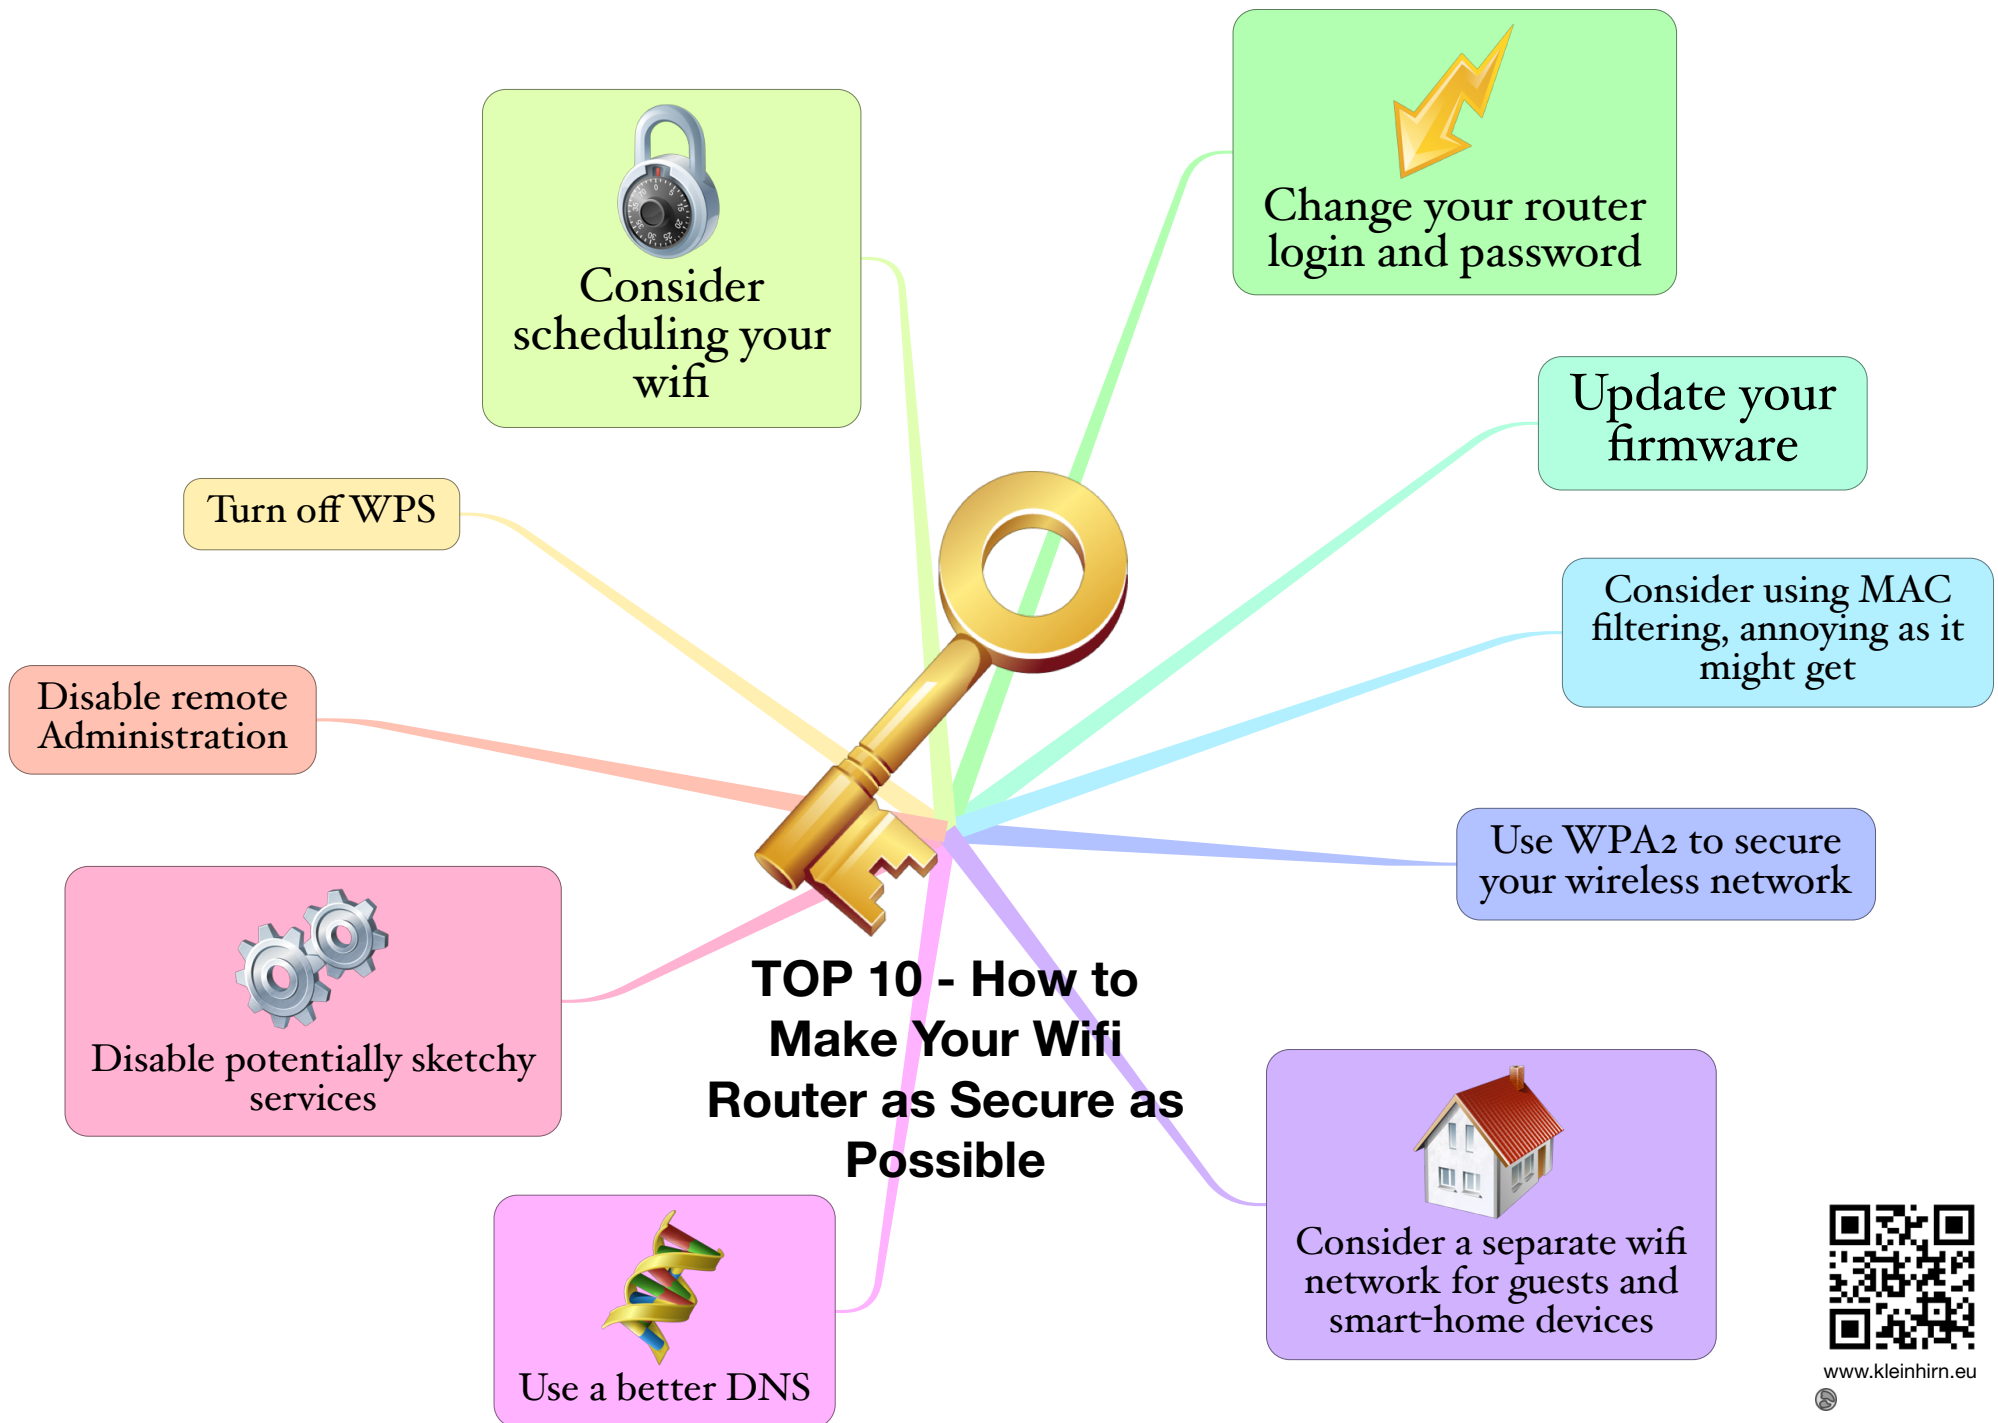 Change your router
login and password
Update your
firmware
Consider using MAC
filtering, annoying as it
might get
Use WPA2 to secure
your wireless network
Consider a separate wifi
network for guests and
smart-home devices
Use a better DNS
Disable potentially sketchy
services
Disable remote
Administration
Turn off WPS
Consider
scheduling your
wifi
TOP 10 - How to
Make Your Wifi
Router as Secure as
Possible
www.kleinhirn.eu